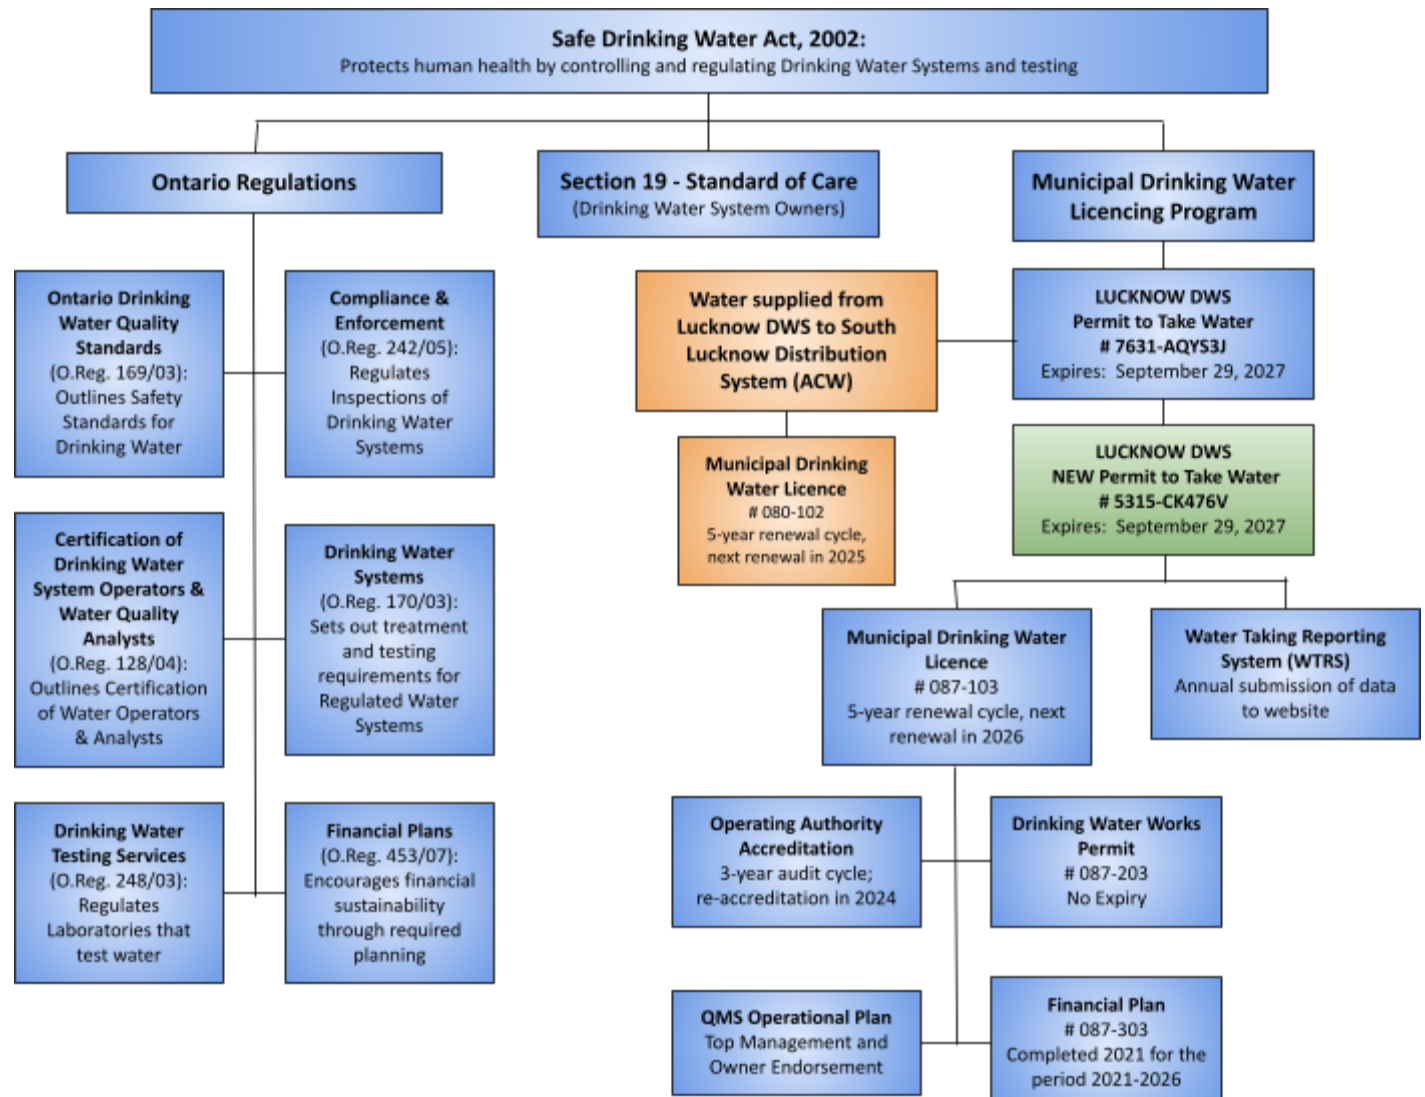 Safe Drinking Water Act, 2002:
Protects human health by controlling and regulating Drinking Water Systems and testing
Ontario Regulations
Section 19 - Standard of Care
(Drinking Water System Owners)
Municipal Drinking Water
Licencing Program
Ontario Drinking
Water Quality
Standards
(O.Reg. 169/03):
Outlines Safety
Standards for
Drinking Water
Compliance &
Enforcement
(O.Reg. 242/05):
Regulates
Inspections of
Drinking Water
Systems
Water supplied from
Lucknow DWS to South
Lucknow Distribution
System (ACW)
LUCKNOW DWS
Permit to Take Water
# 7631-AQYS3J
Expires: September 29, 2027
Municipal Drinking
Water Licence
# 080-102
5-year renewal cycle,
next renewal in 2025
LUCKNOW DWS
NEW Permit to Take Water
# 5315-CK476V
Expires: September 29, 2027
Certification of
Drinking Water
System Operators &
Water Quality
Analysts
(O.Reg. 128/04):
Outlines Certification
of Water Operators
& Analysts
Drinking Water
Systems
(O.Reg. 170/03):
Sets out treatment
and testing
requirements for
Regulated Water
Systems
Municipal Drinking Water
Licence
# 087-103
5-year renewal cycle, next
renewal in 2026
Water Taking Reporting
System (WTRS)
Annual submission of data
to website
Drinking Water
Testing Services
(O.Reg. 248/03):
Regulates
Laboratories that
test water
Financial Plans
(O.Reg. 453/07):
Encourages financial
sustainability
through required
planning
Operating Authority
Accreditation
3-year audit cycle;
re-accreditation in 2024
Drinking Water Works
Permit
# 087-203
No Expiry
QMS Operational Plan
Top Management and
Owner Endorsement
Financial Plan
# 087-303
Completed 2021 for the
period 2021-2026